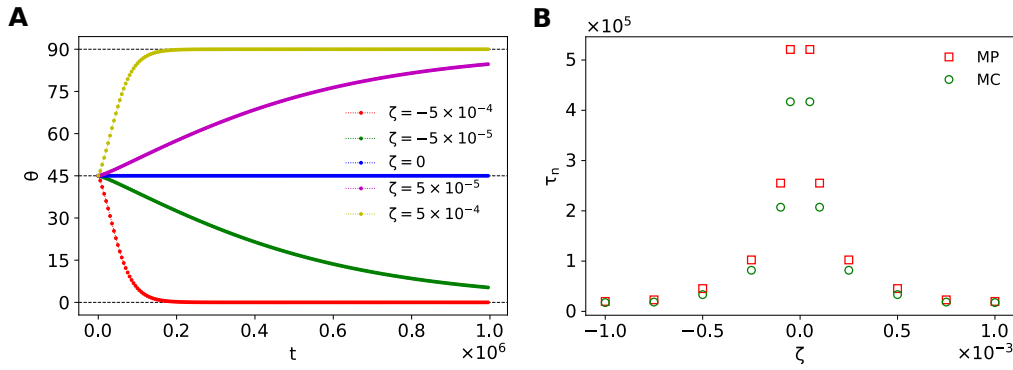 A
90
75
60
45
30
15
0
θ
ζ = −5 × 10⁻⁴
ζ = −5 × 10⁻⁵
ζ = 0
ζ = 5 × 10⁻⁵
ζ = 5 × 10⁻⁴
0.0 0.2 0.4 0.6 0.8 1.0
×10⁶
t
B
×10⁵
5
4
3
2
1
0
τₙ
MP
MC
−1.0 −0.5 0.0 0.5 1.0
×10⁻³
ζ